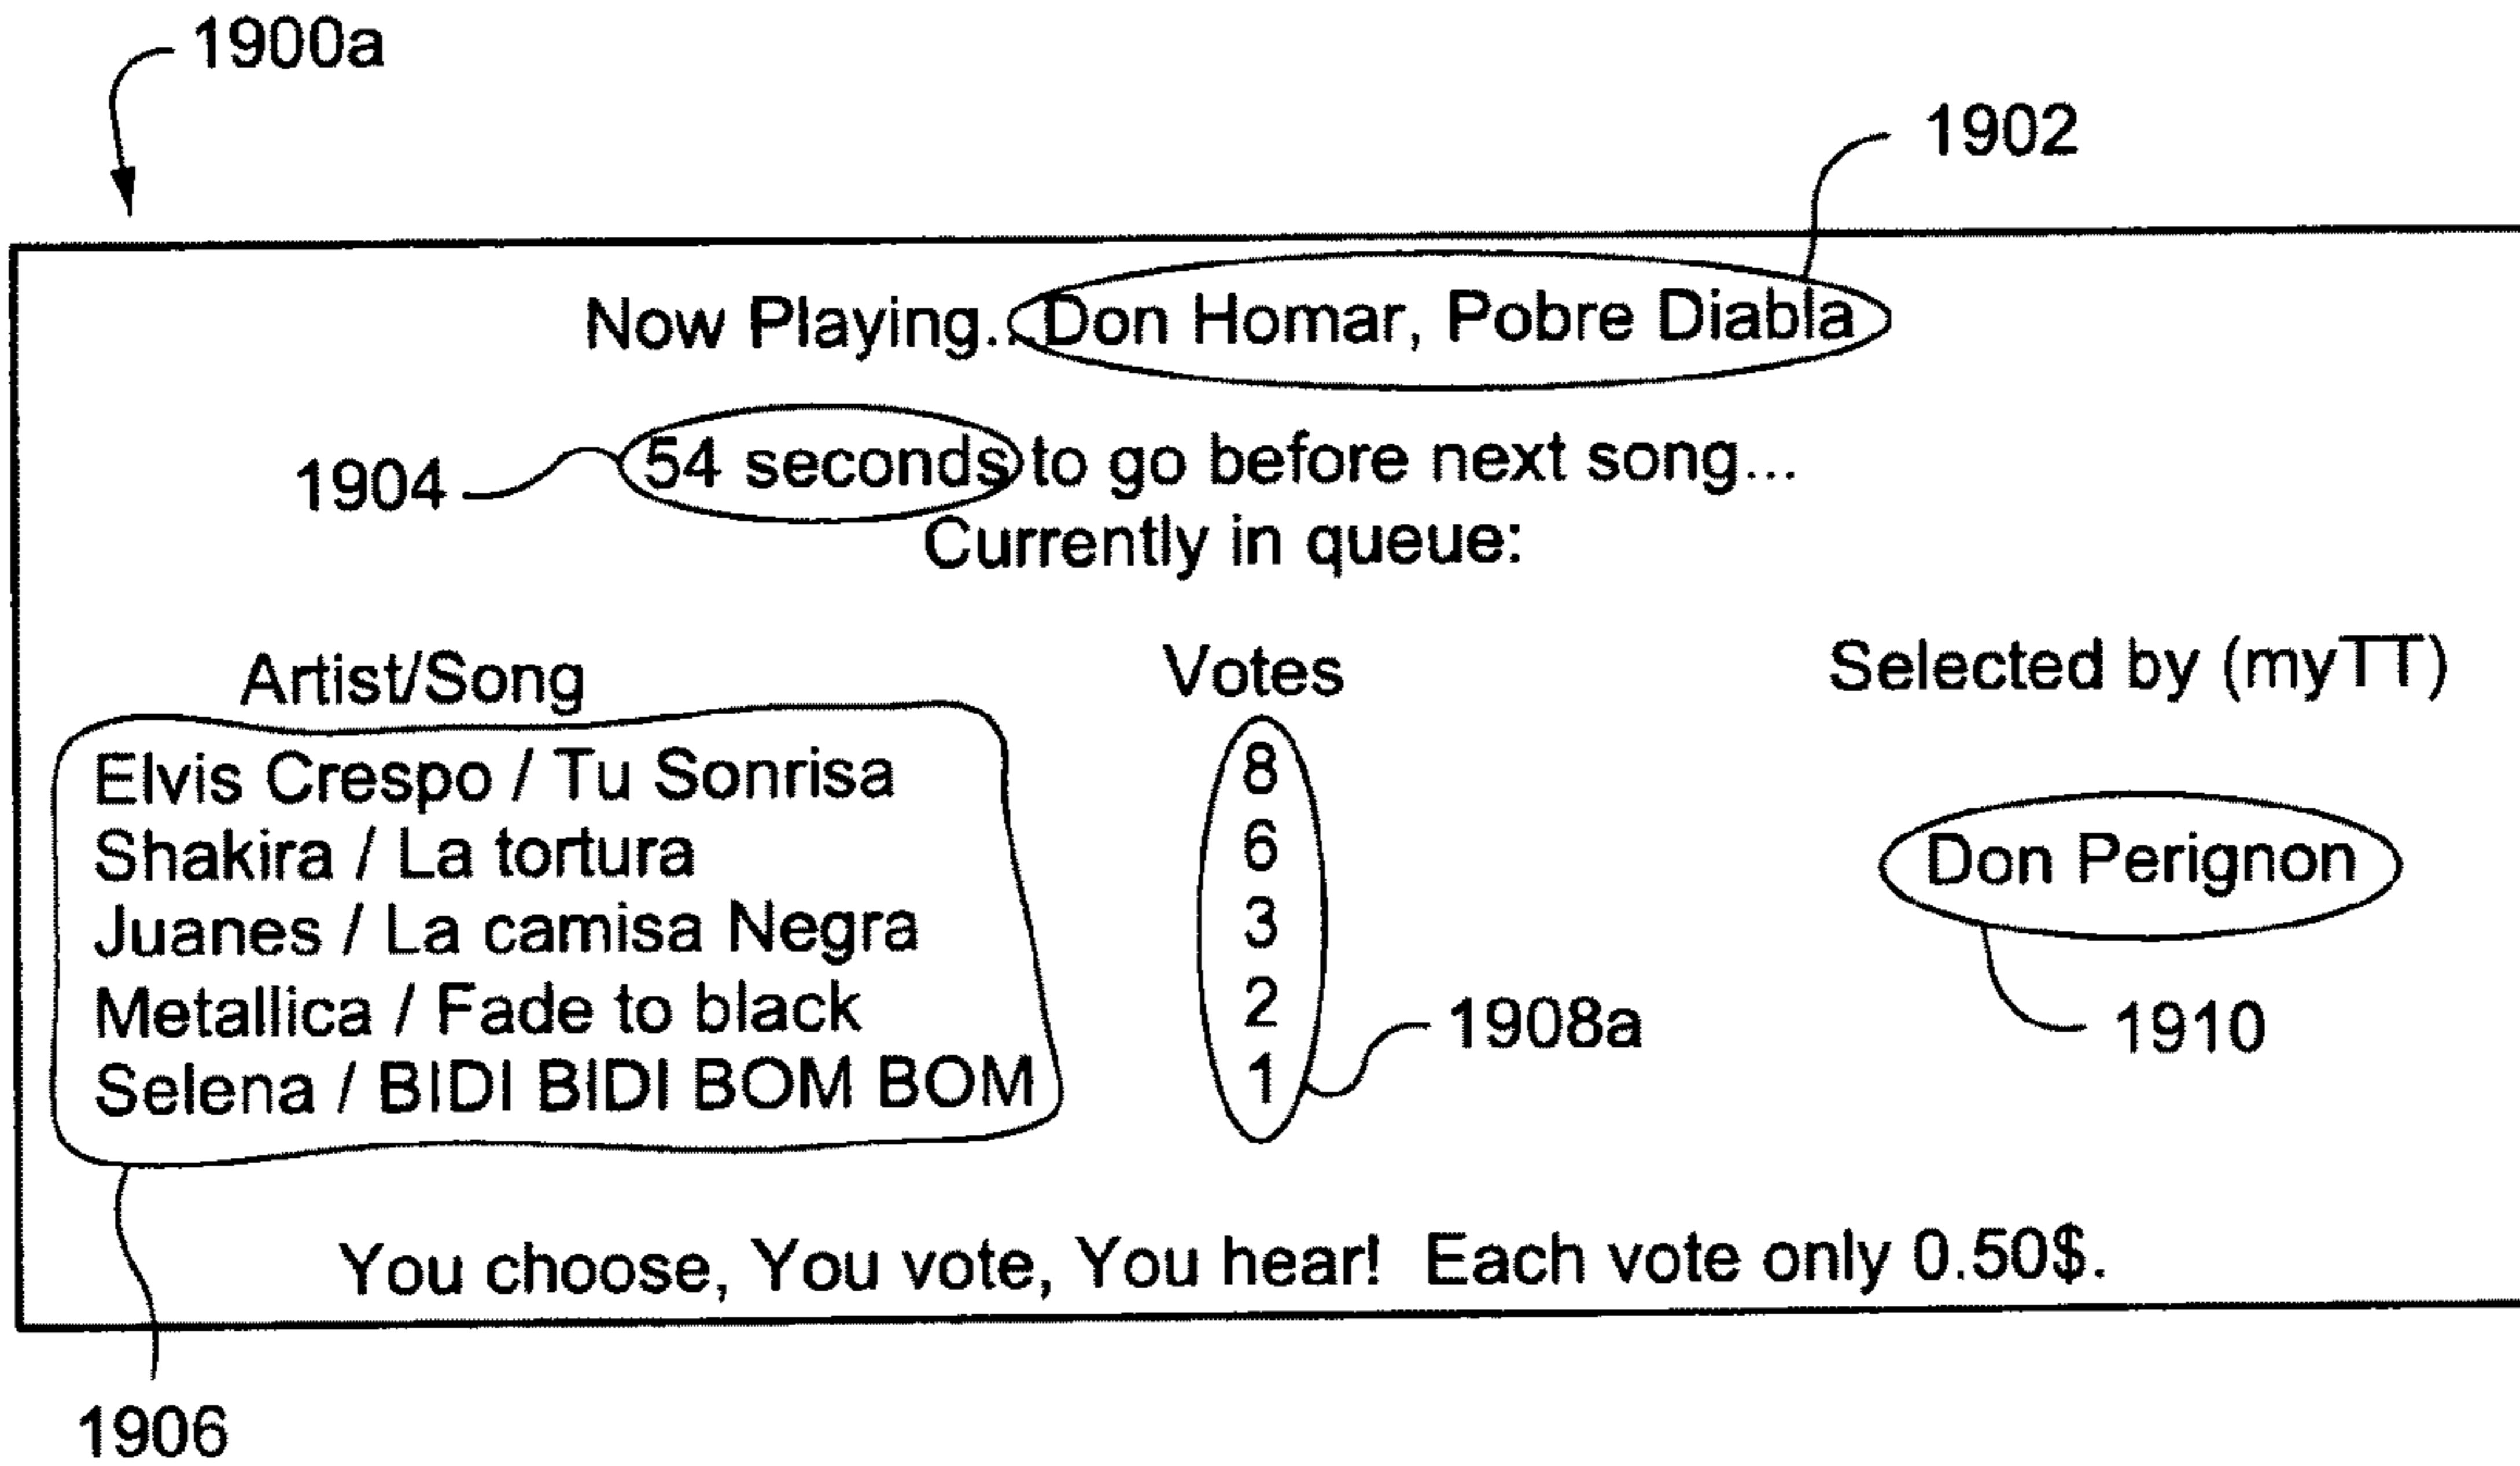 1900a
1902
Now Playing... Don Homar, Pobre Diabla
1904 54 seconds to go before next song...
Currently in queue:
Artist/Song Votes Selected by (myTT)
Elvis Crespo / Tu Sonrisa 8
Shakira / La tortura 6 Don Perignon
Juanes / La camisa Negra 3
Metallica / Fade to black 2 1908a 1910
Selena / BIDI BIDI BOM BOM 1
You choose, You vote, You hear! Each vote only 0.50$.
1906